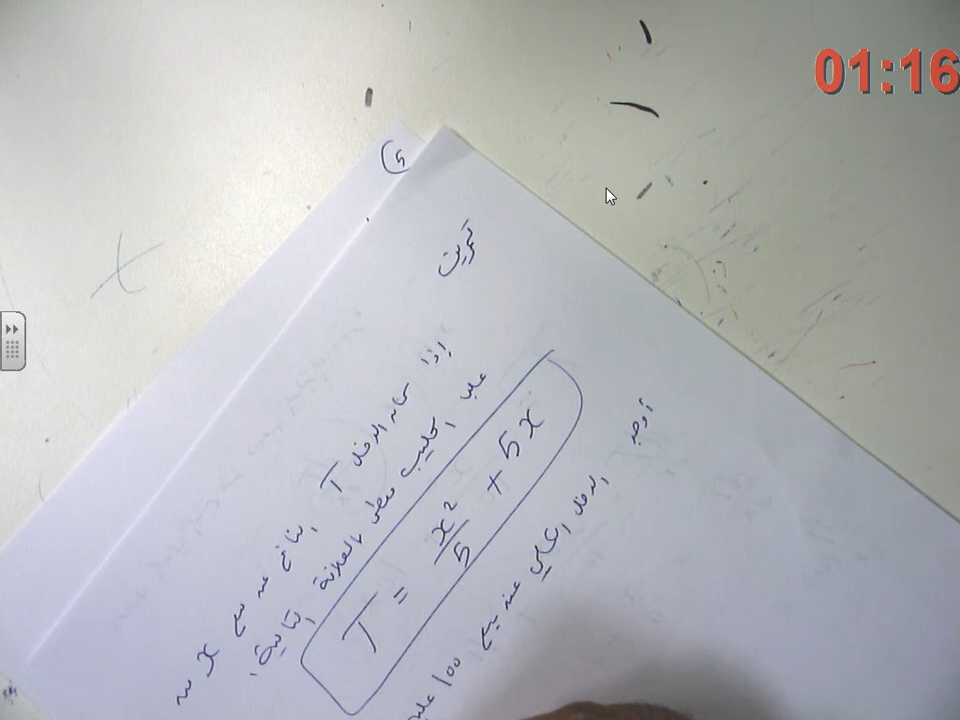 01:16
5
تمرين
إذا كان الدخل T الناتج عن بيع x من
علب الحليب معطى بالعلاقة التالية:
T = x²/5 + 5x
أوجد الدخل الحدي عند بيع 100 علبة